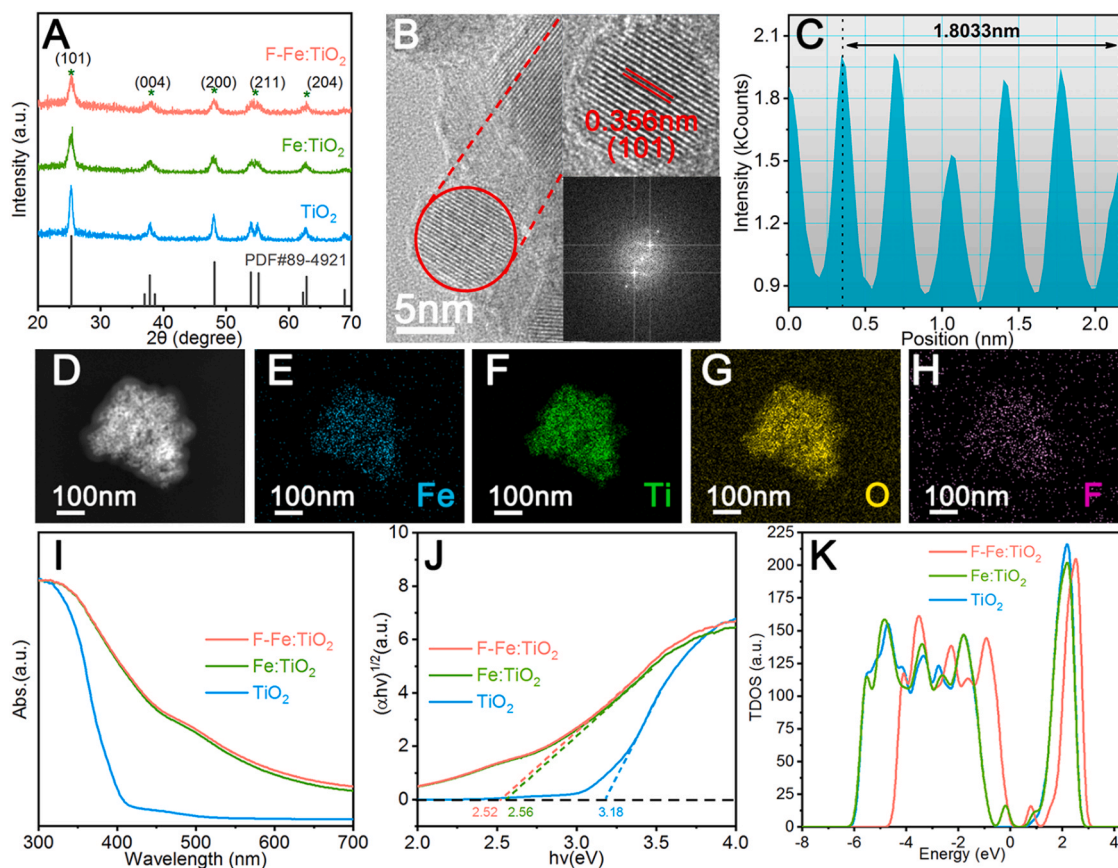 A
F-Fe:TiO2
(101)
(004)
(200)
(211)
(204)
*
*
*
*
*
Fe:TiO2
TiO2
PDF#89-4921
Intensity (a.u.)
20 30 40 50 60 70
2θ (degree)
B
0.356nm
(101)
5nm
C
1.8033nm
2.1
1.8
1.5
1.2
0.9
Intensity (kCounts)
0.0 0.5 1.0 1.5 2.0
Position (nm)
D
100nm
E
100nm
Fe
F
100nm
Ti
G
100nm
O
H
100nm
F
I
F-Fe:TiO2
Fe:TiO2
TiO2
Abs.(a.u.)
300 400 500 600 700
Wavelength (nm)
J
F-Fe:TiO2
Fe:TiO2
TiO2
(αhν)1/2(a.u.)
10
8
6
4
2
0
2.52
2.56
3.18
2.0 2.5 3.0 3.5 4.0
hν(eV)
K
F-Fe:TiO2
Fe:TiO2
TiO2
TDOS (a.u.)
225
200
175
150
125
100
75
50
25
0
-8 -6 -4 -2 0 2 4
Energy (eV)